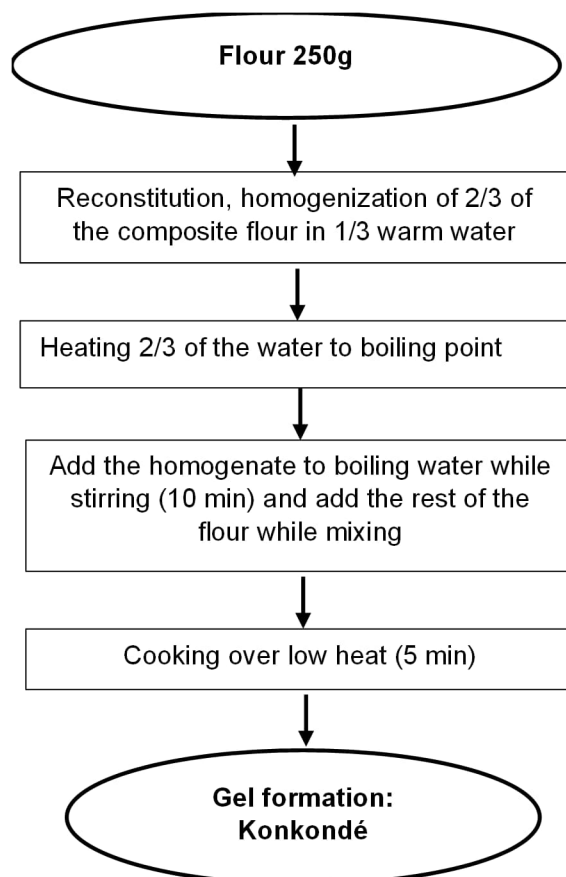 Flour 250g
Reconstitution, homogenization of 2/3 of
the composite flour in 1/3 warm water
Heating 2/3 of the water to boiling point
Add the homogenate to boiling water while
stirring (10 min) and add the rest of the
flour while mixing
Cooking over low heat (5 min)
Gel formation:
Konkondé